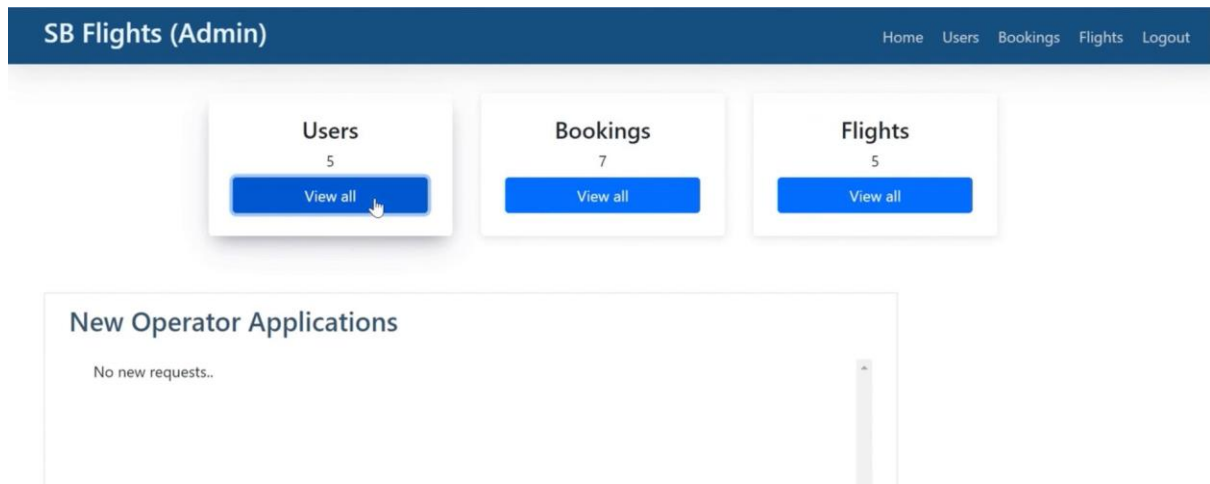 SB Flights (Admin)
Home Users Bookings Flights Logout
Users
5
View all
Bookings
7
View all
Flights
5
View all
New Operator Applications
No new requests..